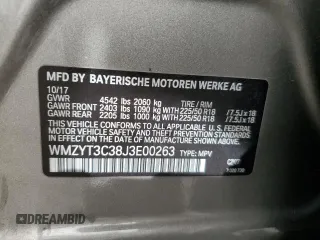 MFD BY BAYERISCHE MOTOREN WERKE AG
10/17
GVWR 4542 lbs 2060 kg TIRE / RIM
GAWR FRONT 2403 lbs 1090 kg WITH 225/50 R18 / 7.5J x 18
GAWR REAR 2205 lbs 1000 kg WITH 225/50 R18 / 7.5J x 18
THIS VEHICLE CONFORMS TO ALL APPLICABLE
U.S. FEDERAL MOTOR VEHICLE SAFETY, BUMPER AND
THEFT PREVENTION STANDARDS IN EFFECT ON THE
DATE OF MANUFACTURE SHOWN ABOVE.
WMZYT3C38J3E00263 TYPE: MPV
DREAMBID